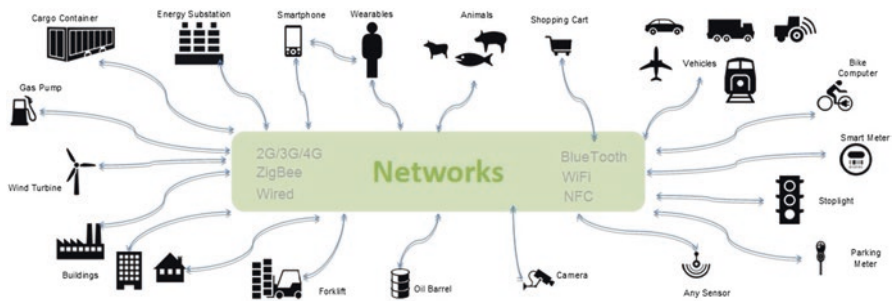 Cargo Container
Energy Substation
Smartphone
Wearables
Animals
Shopping Cart
Vehicles
Bike
Computer
Gas Pump
Smart Meter
Wind Turbine
Stoplight
Buildings
Forklift
Oil Barrel
Camera
Any Sensor
Parking
Meter
2G/3G/4G
ZigBee
Wired
Networks
BlueTooth
WiFi
NFC